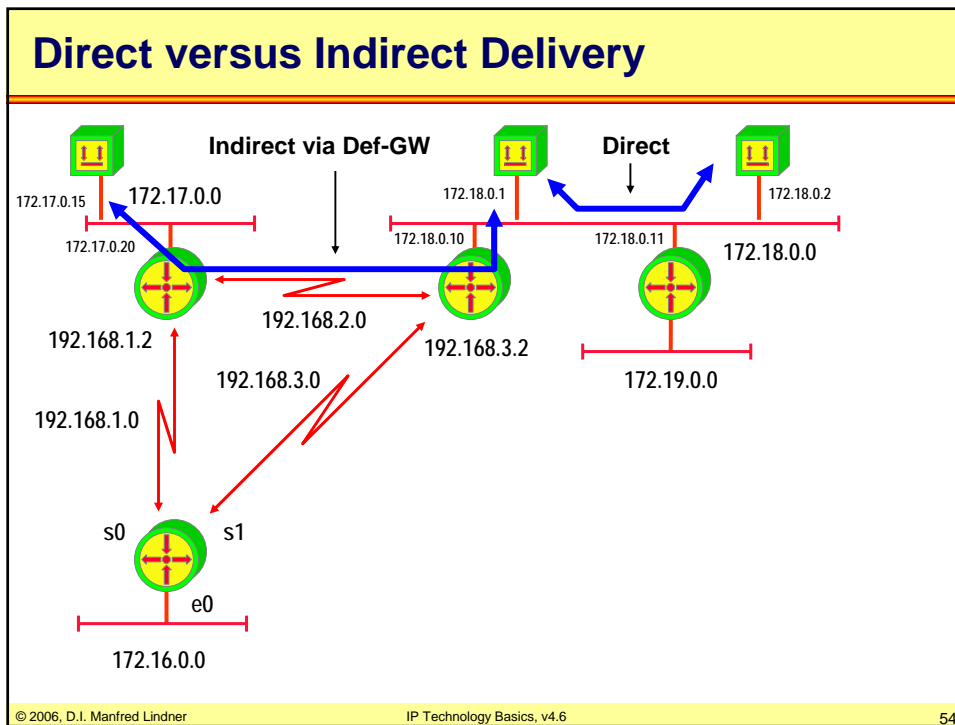 Direct versus Indirect Delivery
Indirect via Def-GW
Direct
172.17.0.15
172.17.0.0
172.18.0.1
172.18.0.2
172.17.0.20
172.18.0.10
172.18.0.11
172.18.0.0
192.168.2.0
192.168.1.2
192.168.3.2
192.168.3.0
172.19.0.0
192.168.1.0
s0
s1
e0
172.16.0.0
© 2006, D.I. Manfred Lindner
IP Technology Basics, v4.6
54